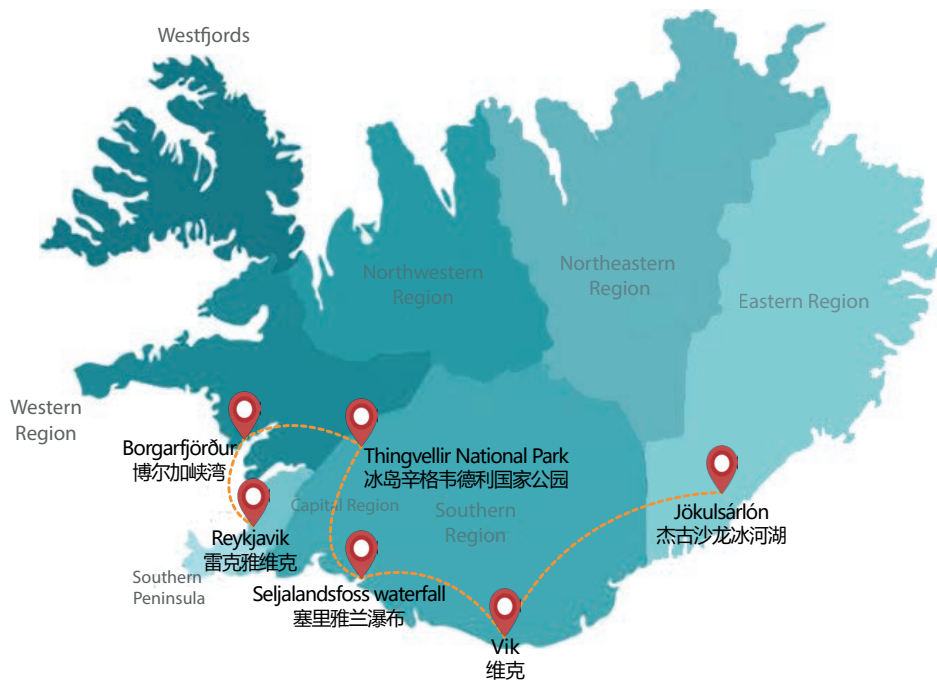 Westfjords
Northwestern
Region
Northeastern
Region
Eastern Region
Western
Region
Borgarfjörður
博尔加峡湾
Thingvellir National Park
冰岛辛格韦德利国家公园
Capital Region
Southern
Region
Jökulsárlón
杰古沙龙冰河湖
Reykjavik
雷克雅维克
Southern
Peninsula
Seljalandsfoss waterfall
塞里雅兰瀑布
Vik
维克